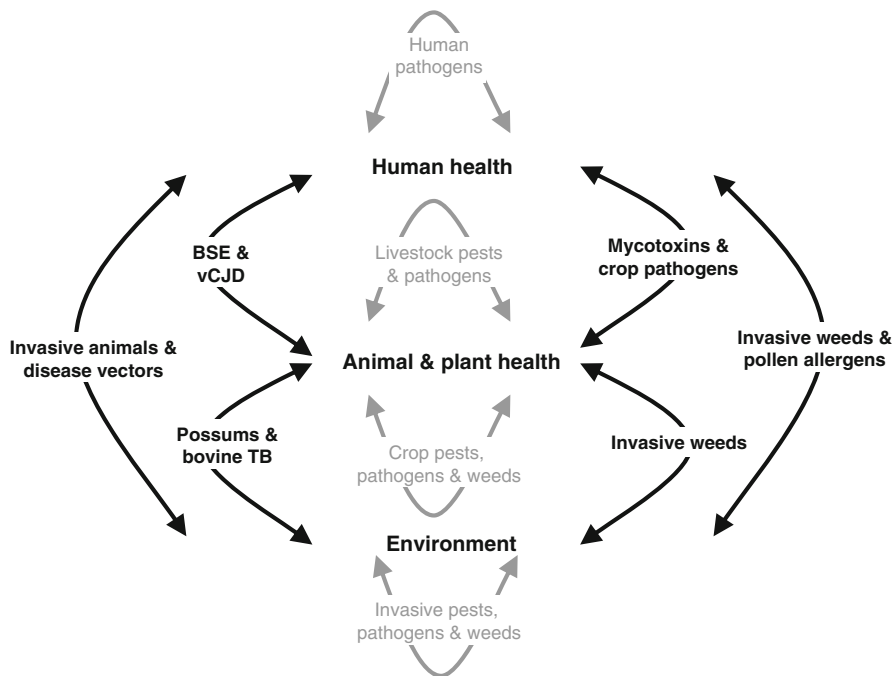 Human
pathogens
Human health
BSE &
vCJD
Livestock pests
& pathogens
Mycotoxins &
crop pathogens
Invasive animals &
disease vectors
Animal & plant health
Invasive weeds &
pollen allergens
Possums &
bovine TB
Crop pests,
pathogens & weeds
Invasive weeds
Environment
Invasive pests,
pathogens & weeds